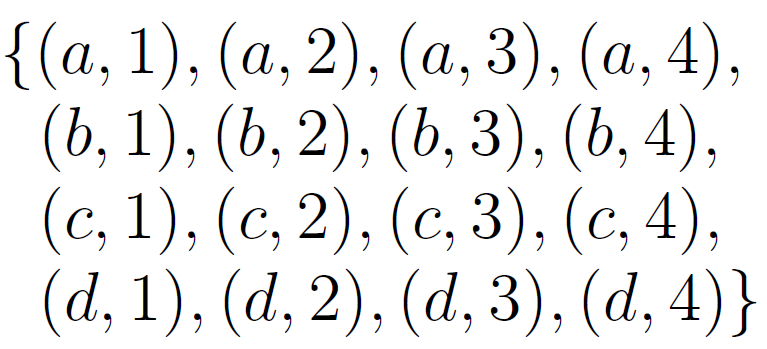 {(a, 1), (a, 2), (a, 3), (a, 4),
(b, 1), (b, 2), (b, 3), (b, 4),
(c, 1), (c, 2), (c, 3), (c, 4),
(d, 1), (d, 2), (d, 3), (d, 4)}